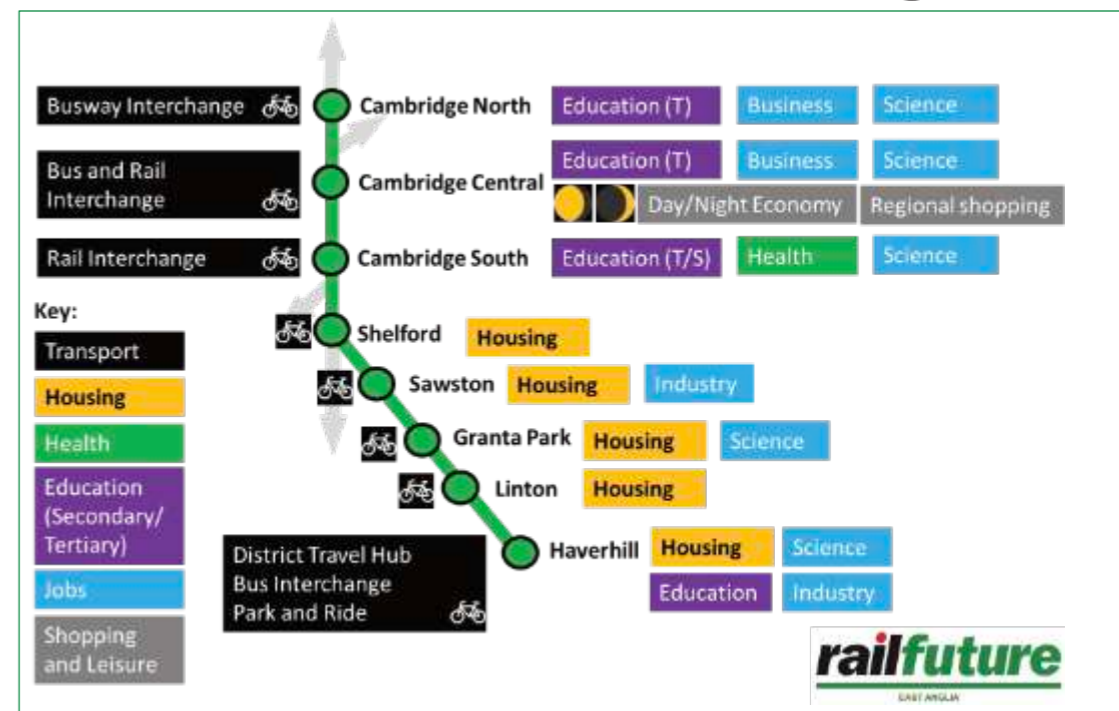 Busway Interchange
Cambridge North
Education (T)
Business
Science
Bus and Rail
Interchange
Cambridge Central
Education (T)
Business
Science
Day/Night Economy
Regional shopping
Rail Interchange
Cambridge South
Education (T/S)
Health
Science
Key:
Transport
Housing
Health
Education
(Secondary/
Tertiary)
Jobs
Shopping
and Leisure
Shelford
Housing
Sawston
Housing
Industry
Granta Park
Housing
Science
Linton
Housing
District Travel Hub
Bus Interchange
Park and Ride
Haverhill
Housing
Science
Education
Industry
railfuture
EAST ANGLIA